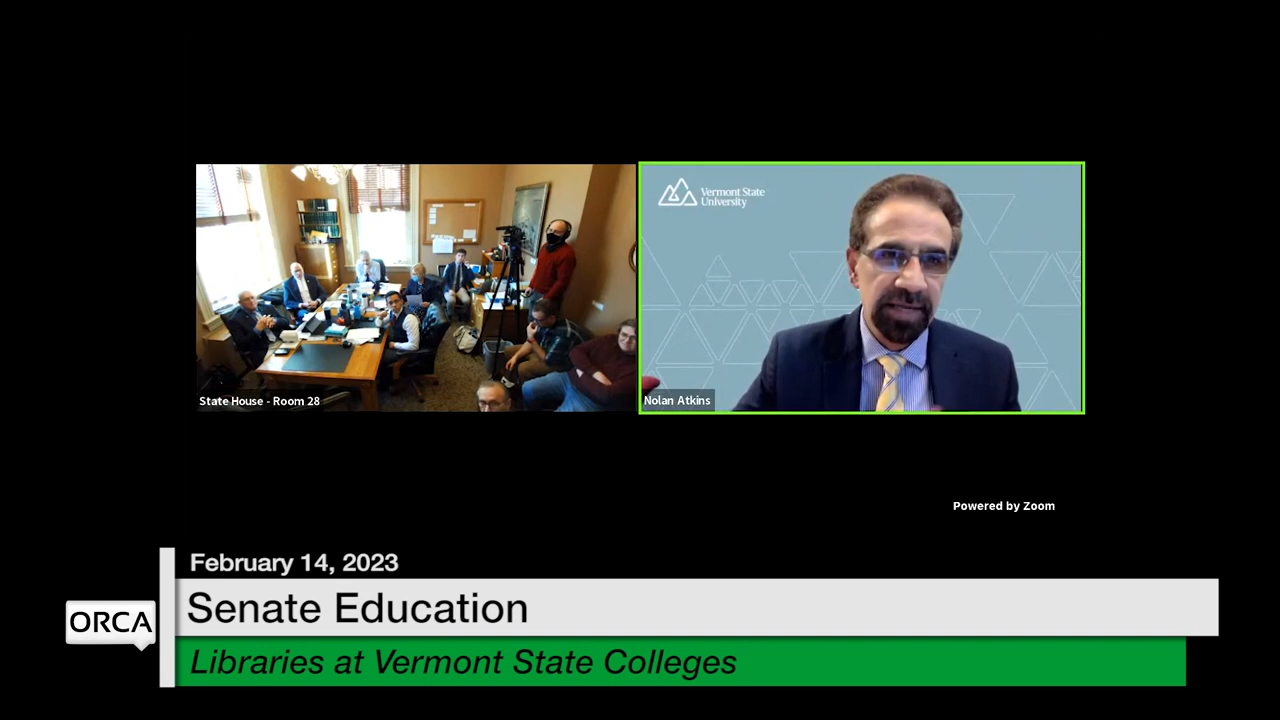 Vermont State
University
State House - Room 28
Nolan Atkins
Powered by Zoom
February 14, 2023
Senate Education
ORCA
Libraries at Vermont State Colleges